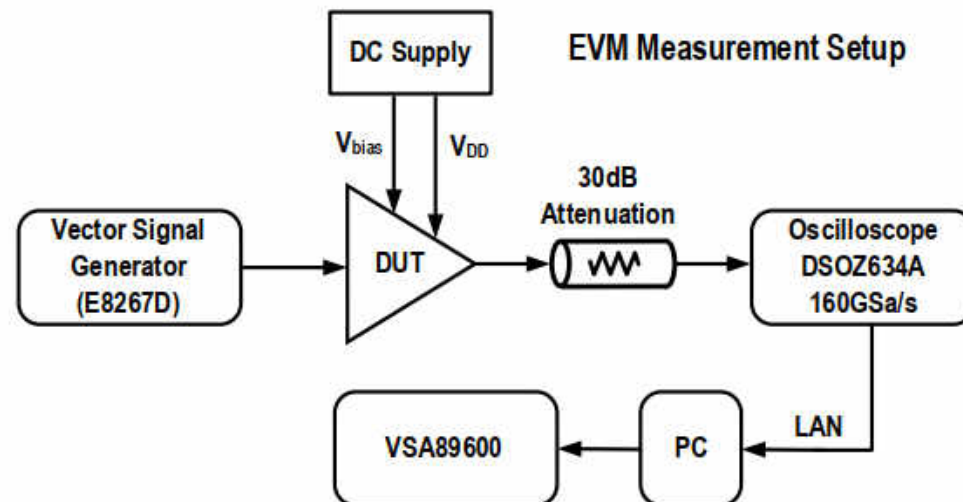 DC Supply
EVM Measurement Setup
Vbias
VDD
30dB
Attenuation
Vector Signal
Generator
(E8267D)
DUT
Oscilloscope
DSOZ634A
160GSa/s
LAN
VSA89600
PC